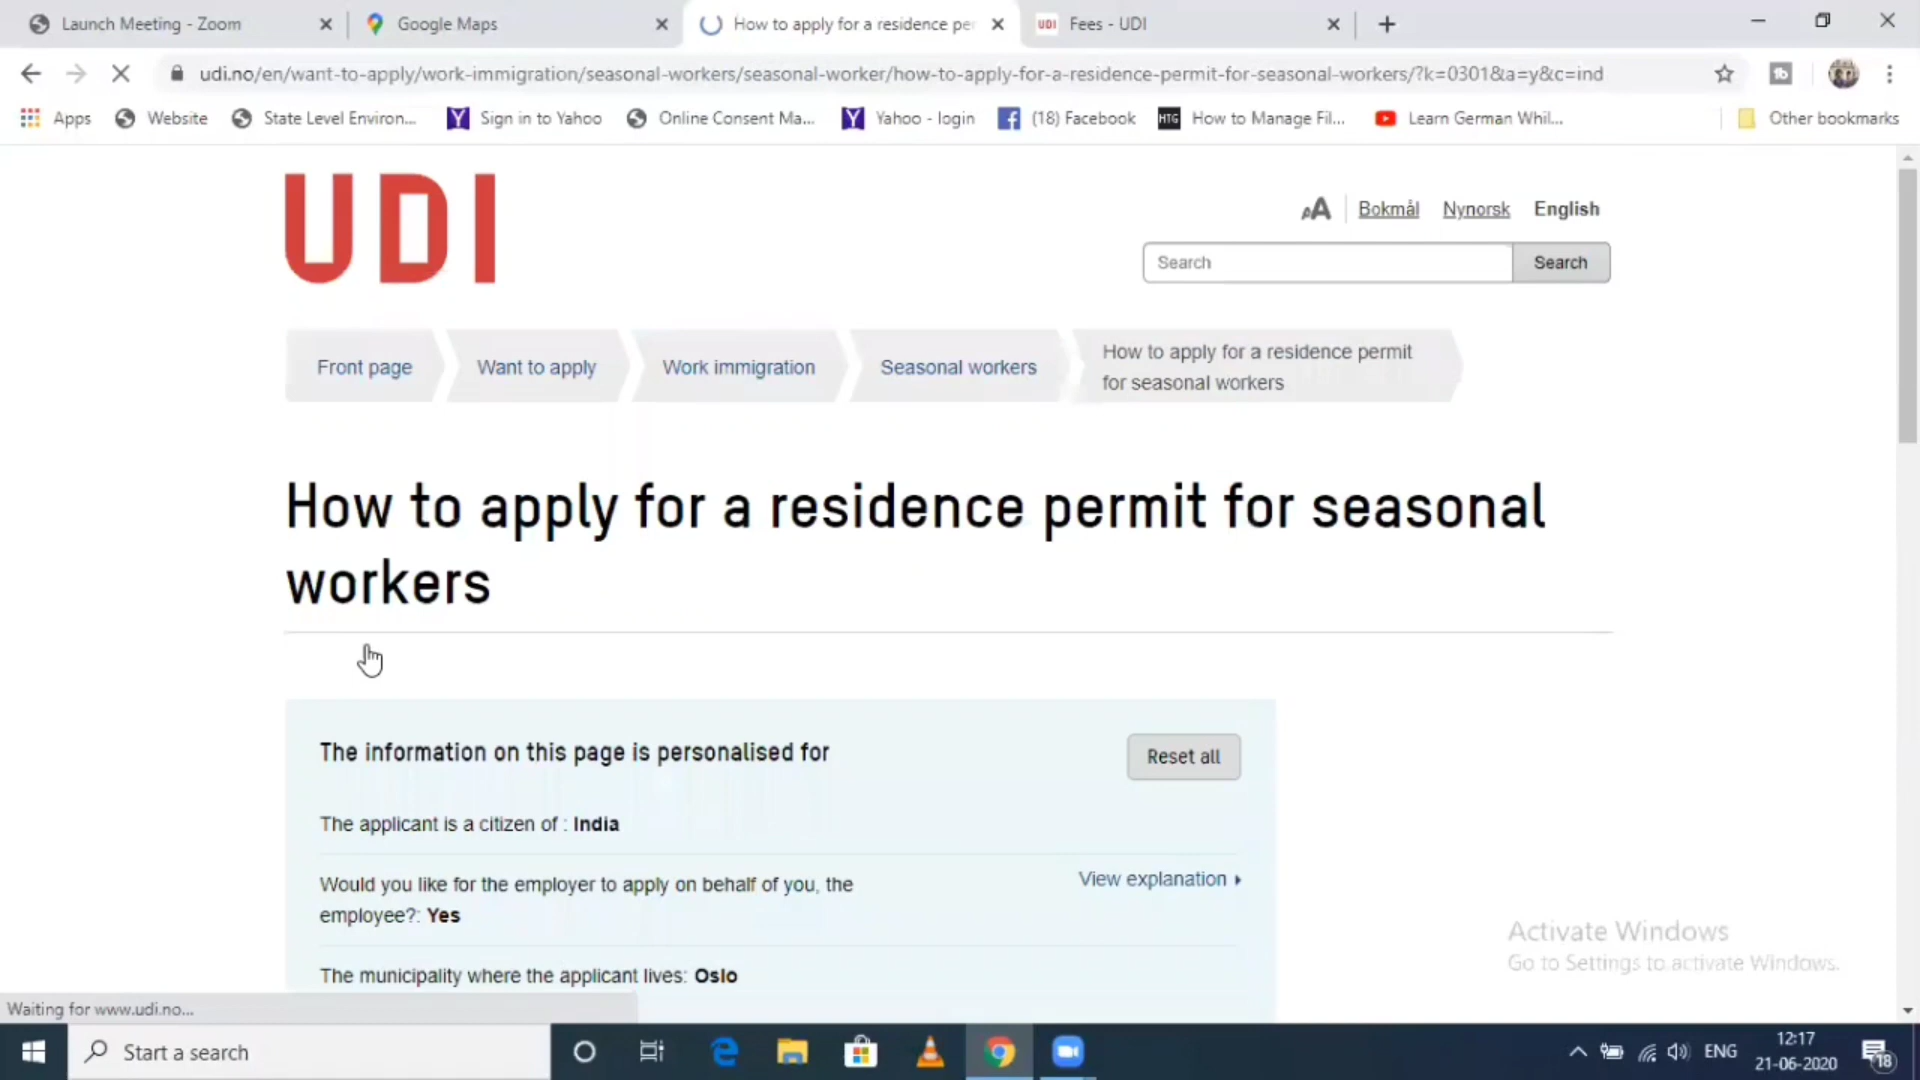 Launch Meeting - Zoom
Google Maps
How to apply for a residence pe
UDI Fees - UDI
udi.no/en/want-to-apply/work-immigration/seasonal-workers/seasonal-worker/how-to-apply-for-a-residence-permit-for-seasonal-workers/?k=0301&a=y&c=ind
Apps
Website
State Level Environ...
Sign in to Yahoo
Online Consent Ma...
Yahoo - login
(18) Facebook
HTG How to Manage Fil...
Learn German Whil...
Other bookmarks
UDI
AA Bokmål Nynorsk English
Search Search
Front page
Want to apply
Work immigration
Seasonal workers
How to apply for a residence permit
for seasonal workers
How to apply for a residence permit for seasonal
workers
The information on this page is personalised for
Reset all
The applicant is a citizen of : India
Would you like for the employer to apply on behalf of you, the
employee?: Yes
View explanation
The municipality where the applicant lives: Oslo
Activate Windows
Go to Settings to activate Windows.
Waiting for www.udi.no...
Start a search
ENG
12:17
21-06-2020
18